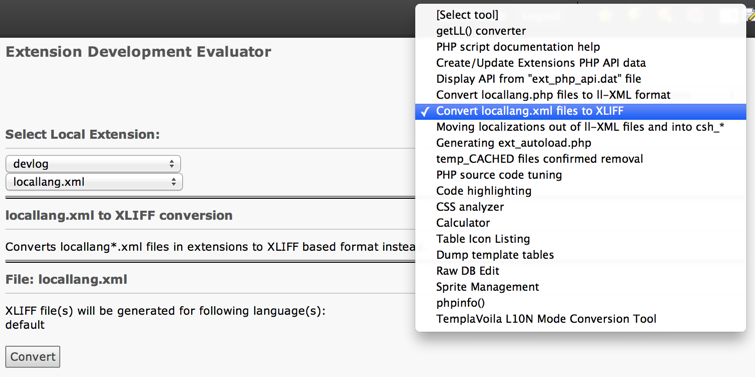 Extension Development Evaluator
Select Local Extension:
devlog
locallang.xml
locallang.xml to XLIFF conversion
Converts locallang*.xml files in extensions to XLIFF based format instead
File: locallang.xml
XLIFF file(s) will be generated for following language(s):
default
Convert
[Select tool]
getLL() converter
PHP script documentation help
Create/Update Extensions PHP API data
Display API from "ext_php_api.dat" file
Convert locallang.php files to ll-XML format
✓ Convert locallang.xml files to XLIFF
Moving localizations out of ll-XML files and into csh_*
Generating ext_autoload.php
temp_CACHED files confirmed removal
PHP source code tuning
Code highlighting
CSS analyzer
Calculator
Table Icon Listing
Dump template tables
Raw DB Edit
Sprite Management
phpinfo()
TemplaVoila L10N Mode Conversion Tool